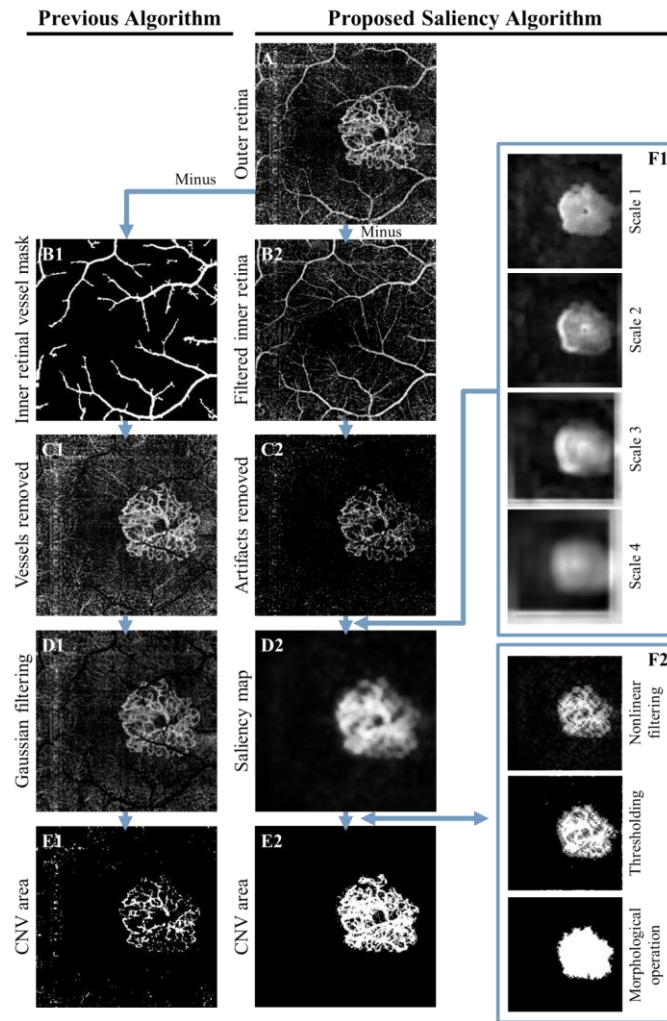 Previous Algorithm
Proposed Saliency Algorithm
A
Outer retina
Minus
Minus
B1
Inner retinal vessel mask
B2
Filtered inner retina
C1
Vessels removed
C2
Artifacts removed
D1
Gaussian filtering
D2
Saliency map
E1
CNV area
E2
CNV area
F1
Scale 1
Scale 2
Scale 3
Scale 4
F2
Nonlinear
filtering
Thresholding
Morphological
operation